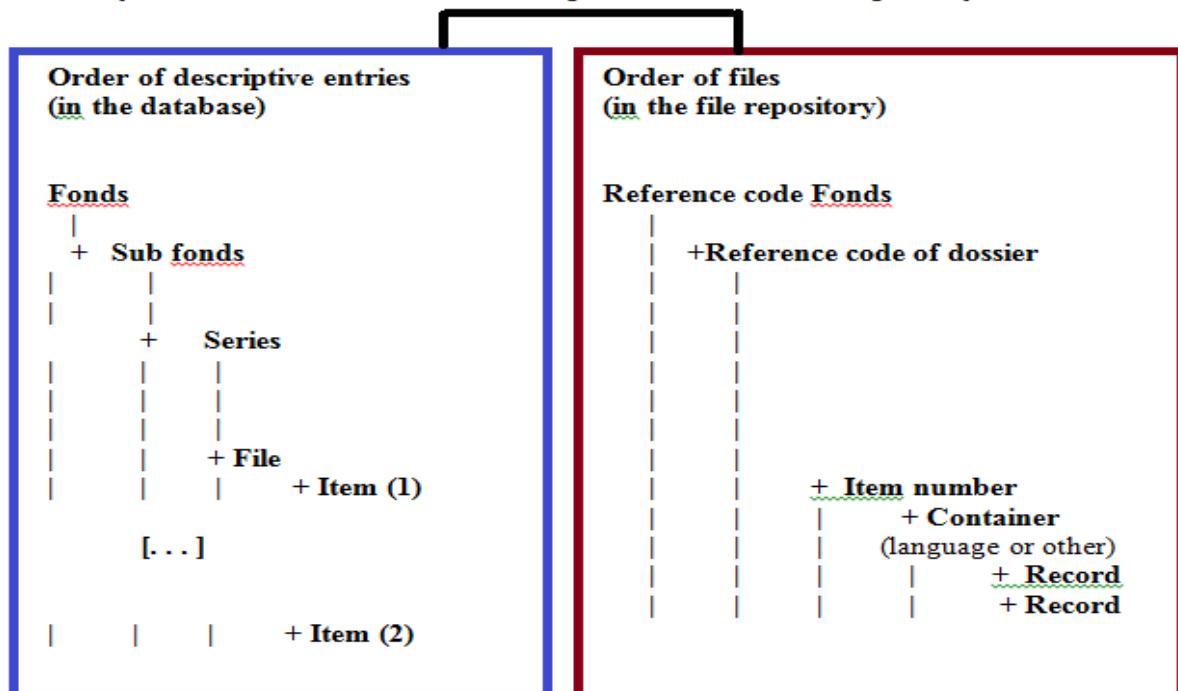 Order of descriptive entries
(in the database)
Fonds
|
+ Sub fonds
| |
| |
+ Series
| | |
| | |
| | |
| | + File
| | | + Item (1)
[. . . ]
| | | + Item (2)
Order of files
(in the file repository)
Reference code Fonds
|
| +Reference code of dossier
| |
| |
| |
| |
| |
| |
| |
| | + Item number
| | | + Container
| | | (language or other)
| | | | + Record
| | | | + Record